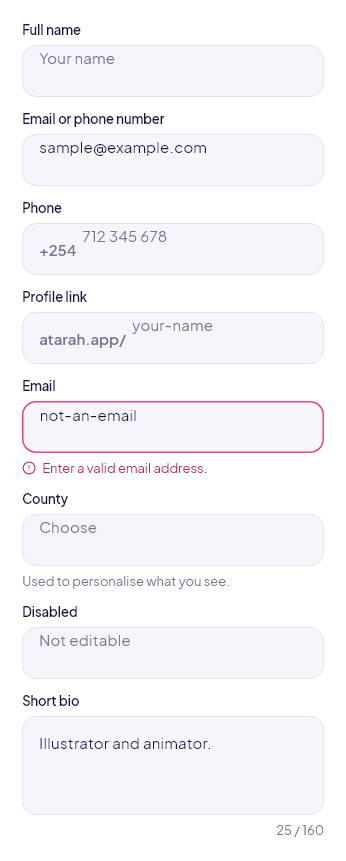 Full name
Your name
Email or phone number
sample@example.com
Phone
+254 712 345 678
Profile link
atarah.app/ your-name
Email
not-an-email
Enter a valid email address.
County
Choose
Used to personalise what you see.
Disabled
Not editable
Short bio
Illustrator and animator.
25 / 160